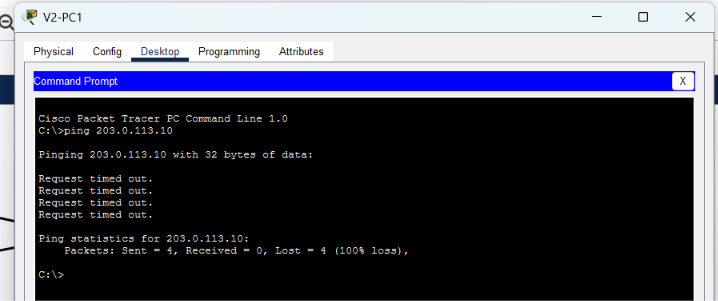 V2-PC1
Physical Config Desktop Programming Attributes
Command Prompt
X
Cisco Packet Tracer PC Command Line 1.0
C:\>ping 203.0.113.10
Pinging 203.0.113.10 with 32 bytes of data:
Request timed out.
Request timed out.
Request timed out.
Request timed out.
Ping statistics for 203.0.113.10:
    Packets: Sent = 4, Received = 0, Lost = 4 (100% loss),
C:\>